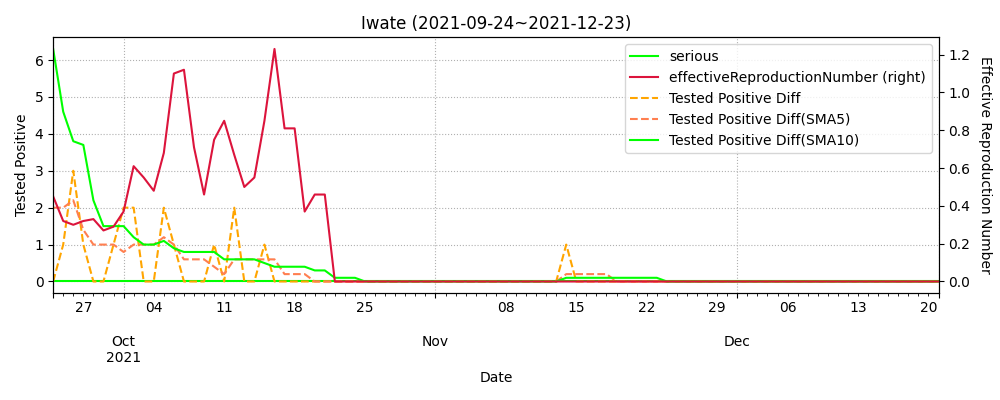 Iwate (2021-09-24~2021-12-23)
serious
effectiveReproductionNumber (right)
Tested Positive Diff
Tested Positive Diff(SMA5)
Tested Positive Diff(SMA10)
Tested Positive
6
5
4
3
2
1
0
Effective Reproduction Number
1.2
1.0
0.8
0.6
0.4
0.2
0.0
27 04 11 18 25 08 15 22 29 06 13 20
Oct Nov Dec
2021
Date